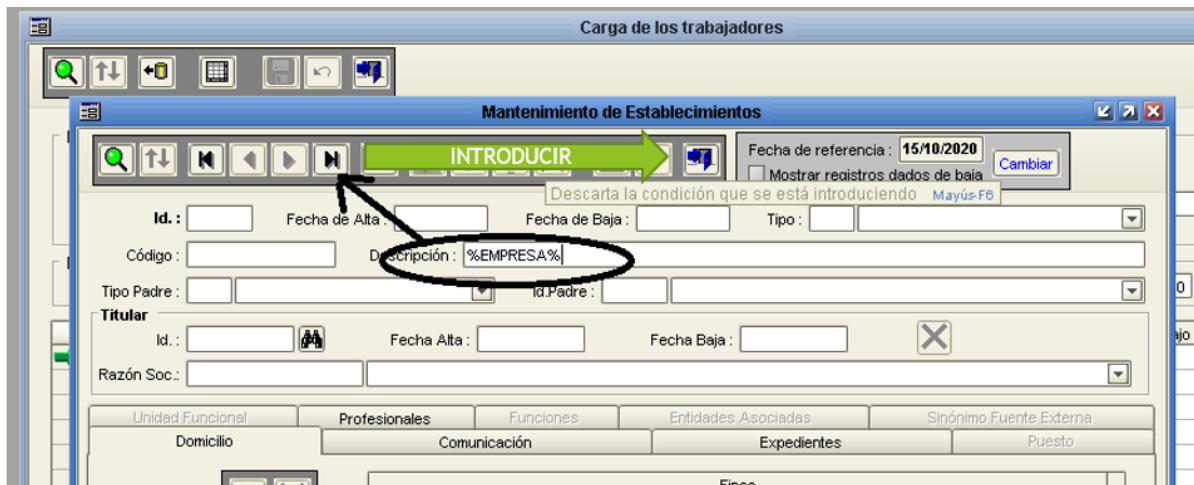 Carga de los trabajadores
Mantenimiento de Establecimientos
INTRODUCIR
Fecha de referencia : 15/10/2020 Cambiar
Mostrar registros dados de baja
Descarta la condición que se está introduciendo Mayús-F6
Id. : Fecha de Alta : Fecha de Baja : Tipo :
Código : Descripción : %EMPRESA%
Tipo Padre : Id.Padre : 0
Titular
Id. : Fecha Alta : Fecha Baja : ajo
Razón Soc.:
Unidad Funcional Profesionales Funciones Entidades Asociadas Sinónimo Fuente Externa
Domicilio Comunicación Expedientes Puesto